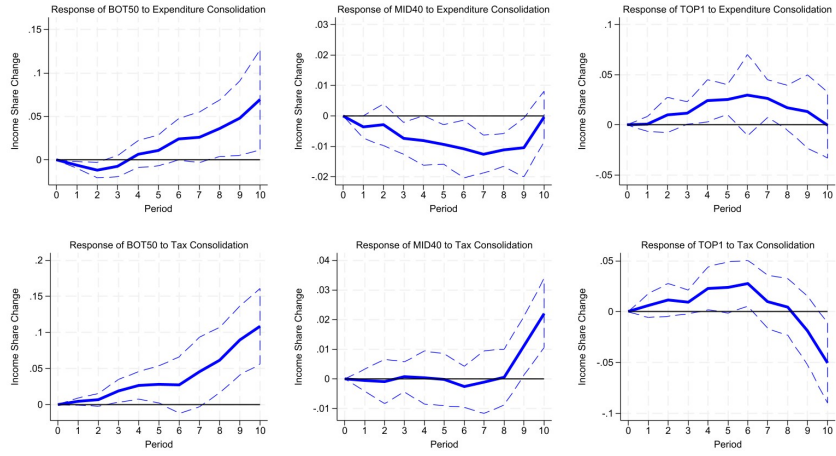 Response of BOT50 to Expenditure Consolidation
.15
.1
.05
0
Income Share Change
0 1 2 3 4 5 6 7 8 9 10
Period
Response of MID40 to Expenditure Consolidation
.03
.02
.01
0
-.01
-.02
Income Share Change
0 1 2 3 4 5 6 7 8 9 10
Period
Response of TOP1 to Expenditure Consolidation
.1
.05
0
-.05
Income Share Change
0 1 2 3 4 5 6 7 8 9 10
Period
Response of BOT50 to Tax Consolidation
.2
.15
.1
.05
0
Income Share Change
0 1 2 3 4 5 6 7 8 9 10
Period
Response of MID40 to Tax Consolidation
.04
.03
.02
.01
0
-.01
Income Share Change
0 1 2 3 4 5 6 7 8 9 10
Period
Response of TOP1 to Tax Consolidation
.05
0
-.05
-.1
Income Share Change
0 1 2 3 4 5 6 7 8 9 10
Period